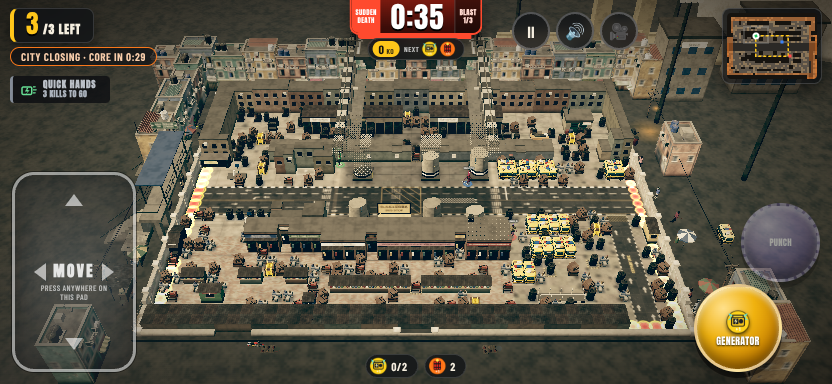 3 /3 LEFT
CITY CLOSING · CORE IN 0:29
QUICK HANDS
3 KILLS TO GO
SUDDEN
DEATH
0:35
BLAST
1/3
0 KO
NEXT
MOVE
PRESS ANYWHERE ON
THIS PAD
PUNCH
GENERATOR
0/2
2